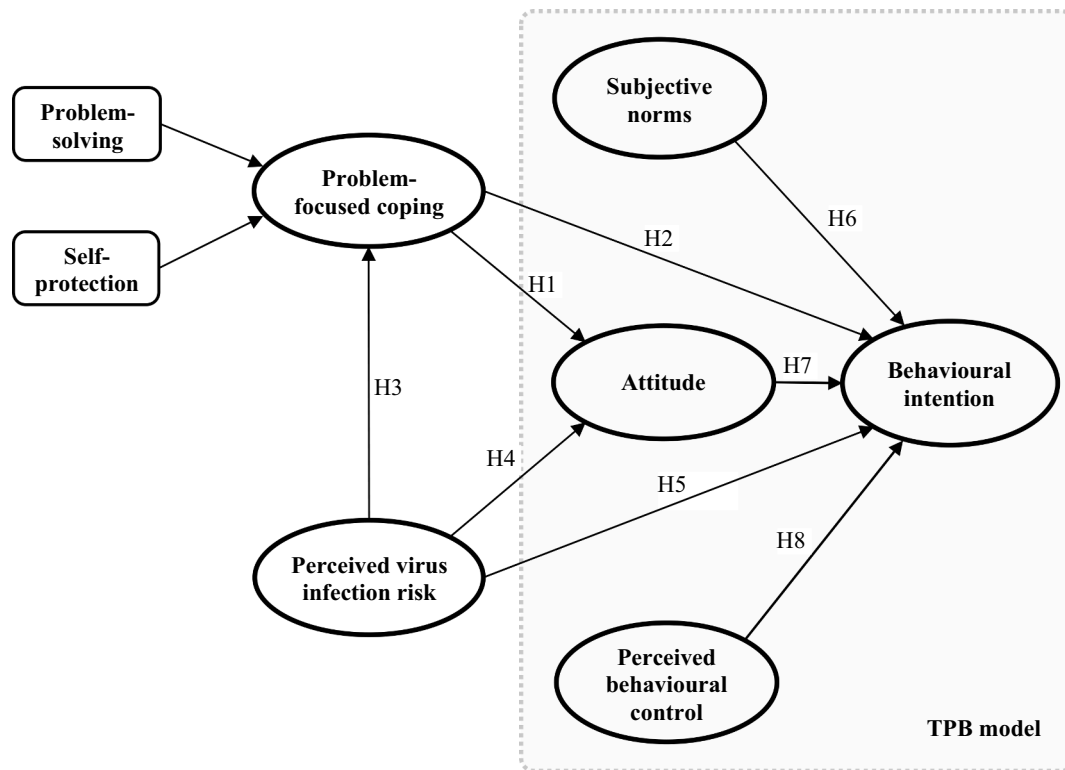 Subjective
norms
Problem-
solving
Problem-
focused coping
Self-
protection
H6
H2
H1
H7
Attitude
Behavioural
intention
H3
H4
H5
H8
Perceived virus
infection risk
Perceived
behavioural
control
TPB model